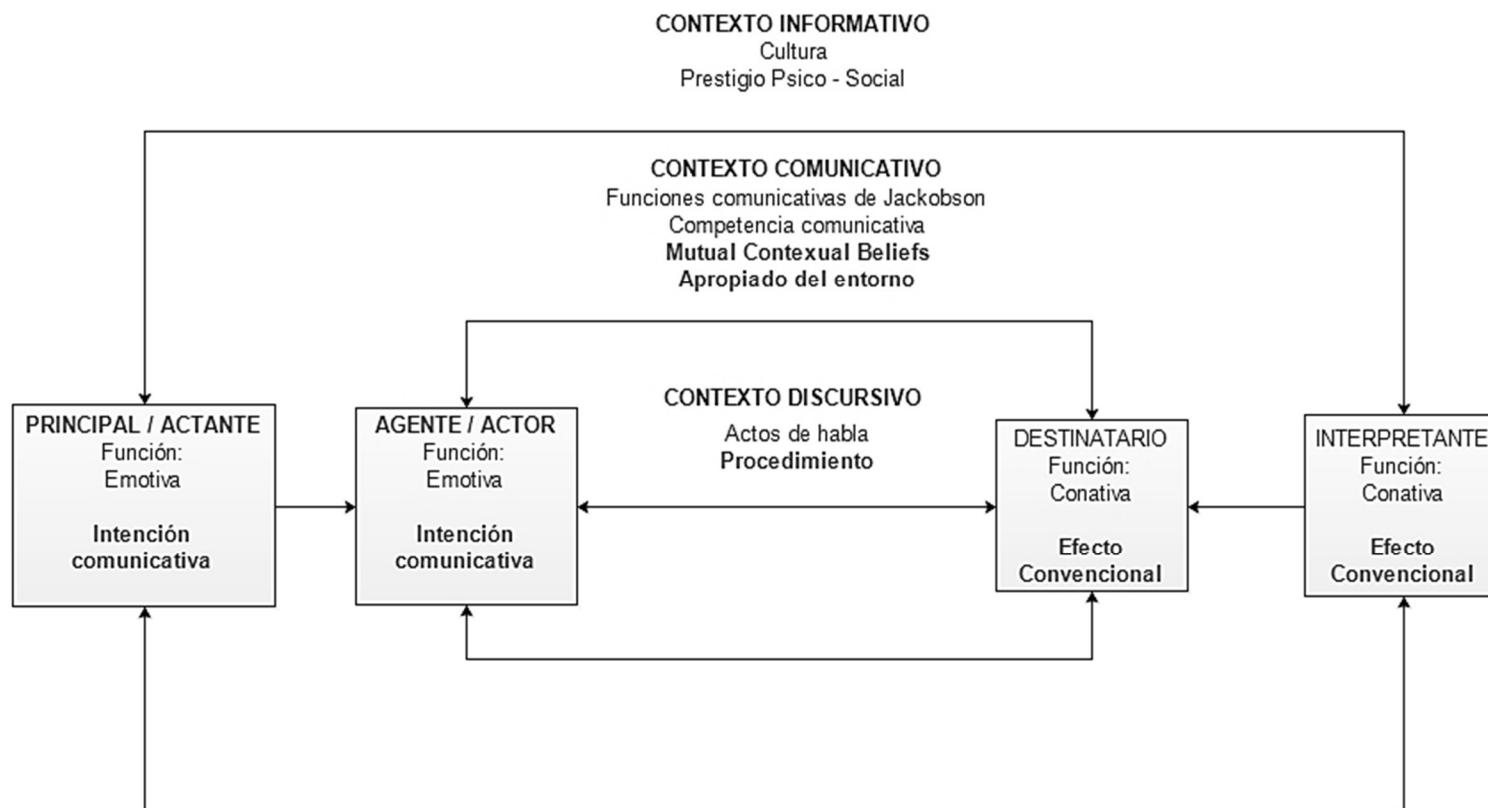 CONTEXTO INFORMATIVO
Cultura
Prestigio Psico - Social
CONTEXTO COMUNICATIVO
Funciones comunicativas de Jackobson
Competencia comunicativa
Mutual Contexual Beliefs
Apropiado del entorno
CONTEXTO DISCURSIVO
Actos de habla
Procedimiento
PRINCIPAL / ACTANTE
Función:
Emotiva
Intención
comunicativa
AGENTE / ACTOR
Función:
Emotiva
Intención
comunicativa
DESTINATARIO
Función:
Conativa
Efecto
Convencional
INTERPRETANTE
Función:
Conativa
Efecto
Convencional